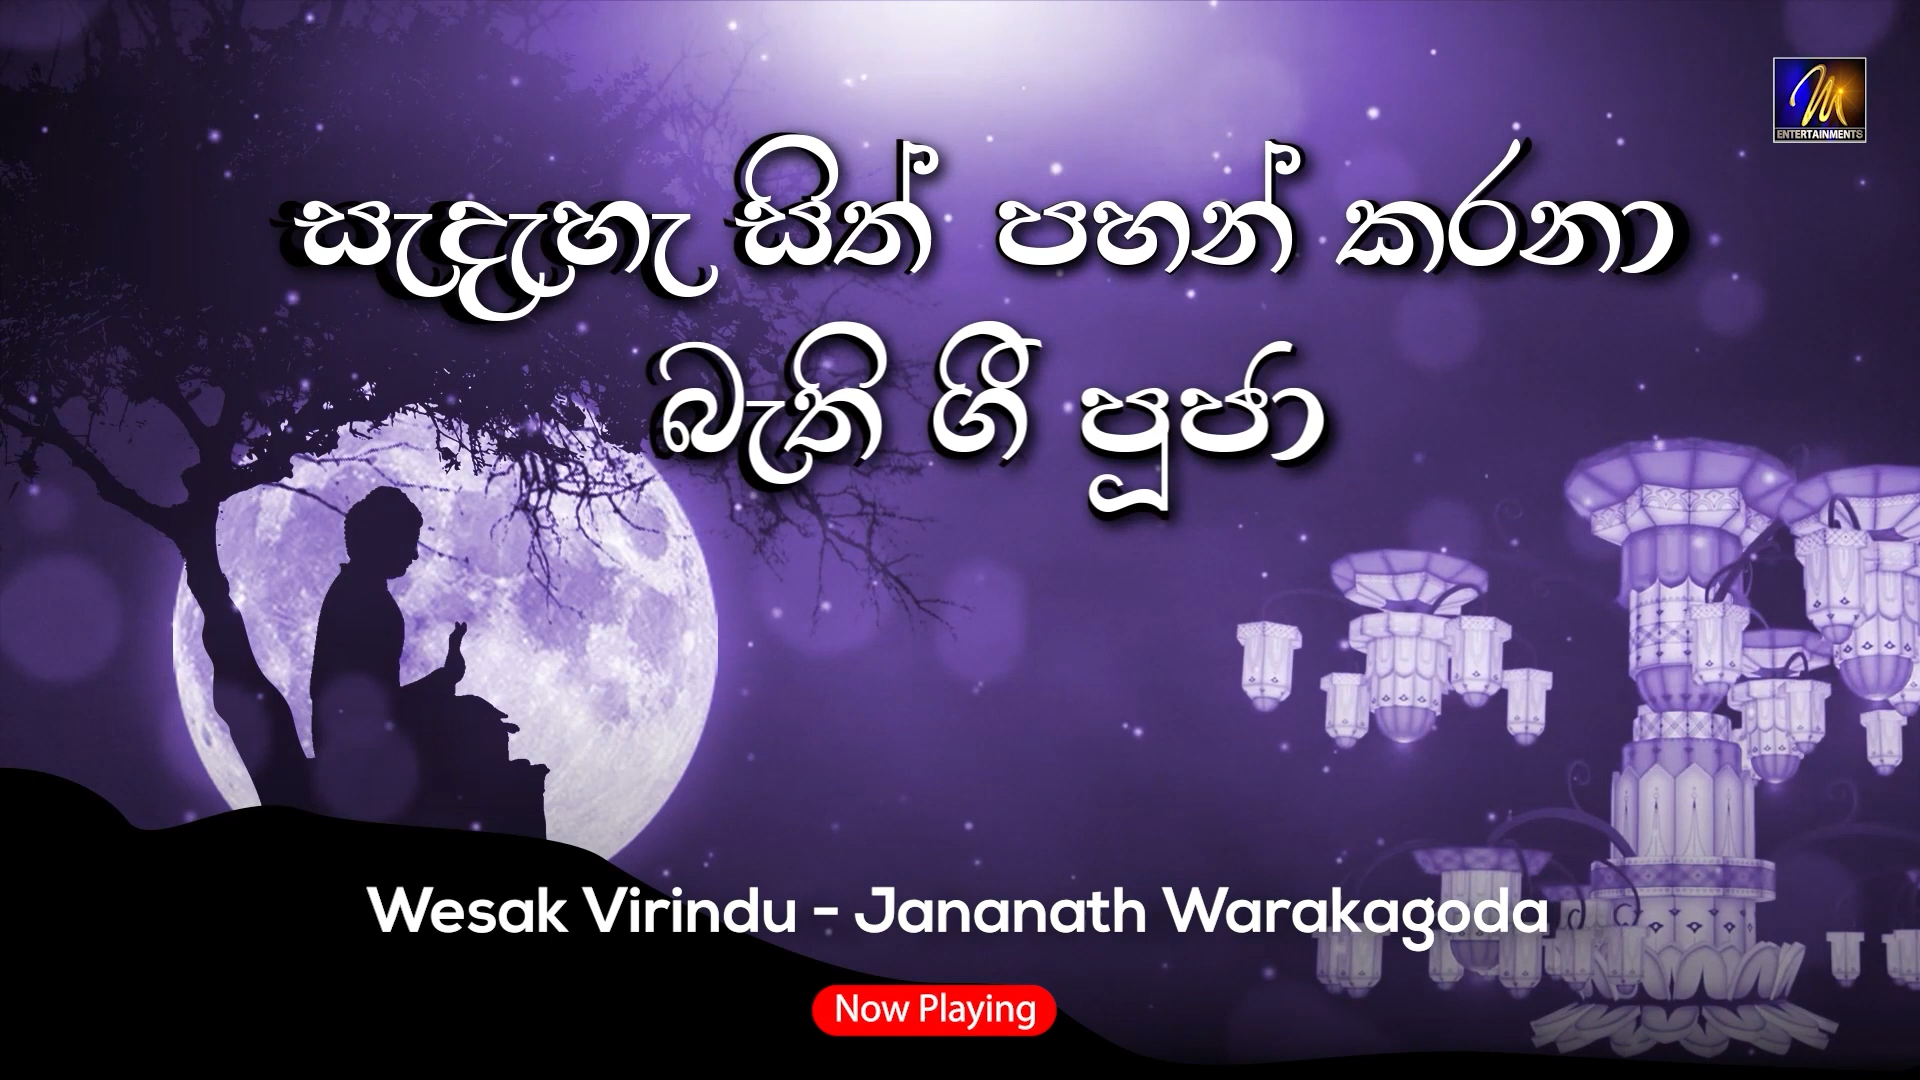 M
ENTERTAINMENTS
සැදැහැ සිත් පහන් කරනා
බැති ගී පූජා
Wesak Virindu - Jananath Warakagoda
Now Playing